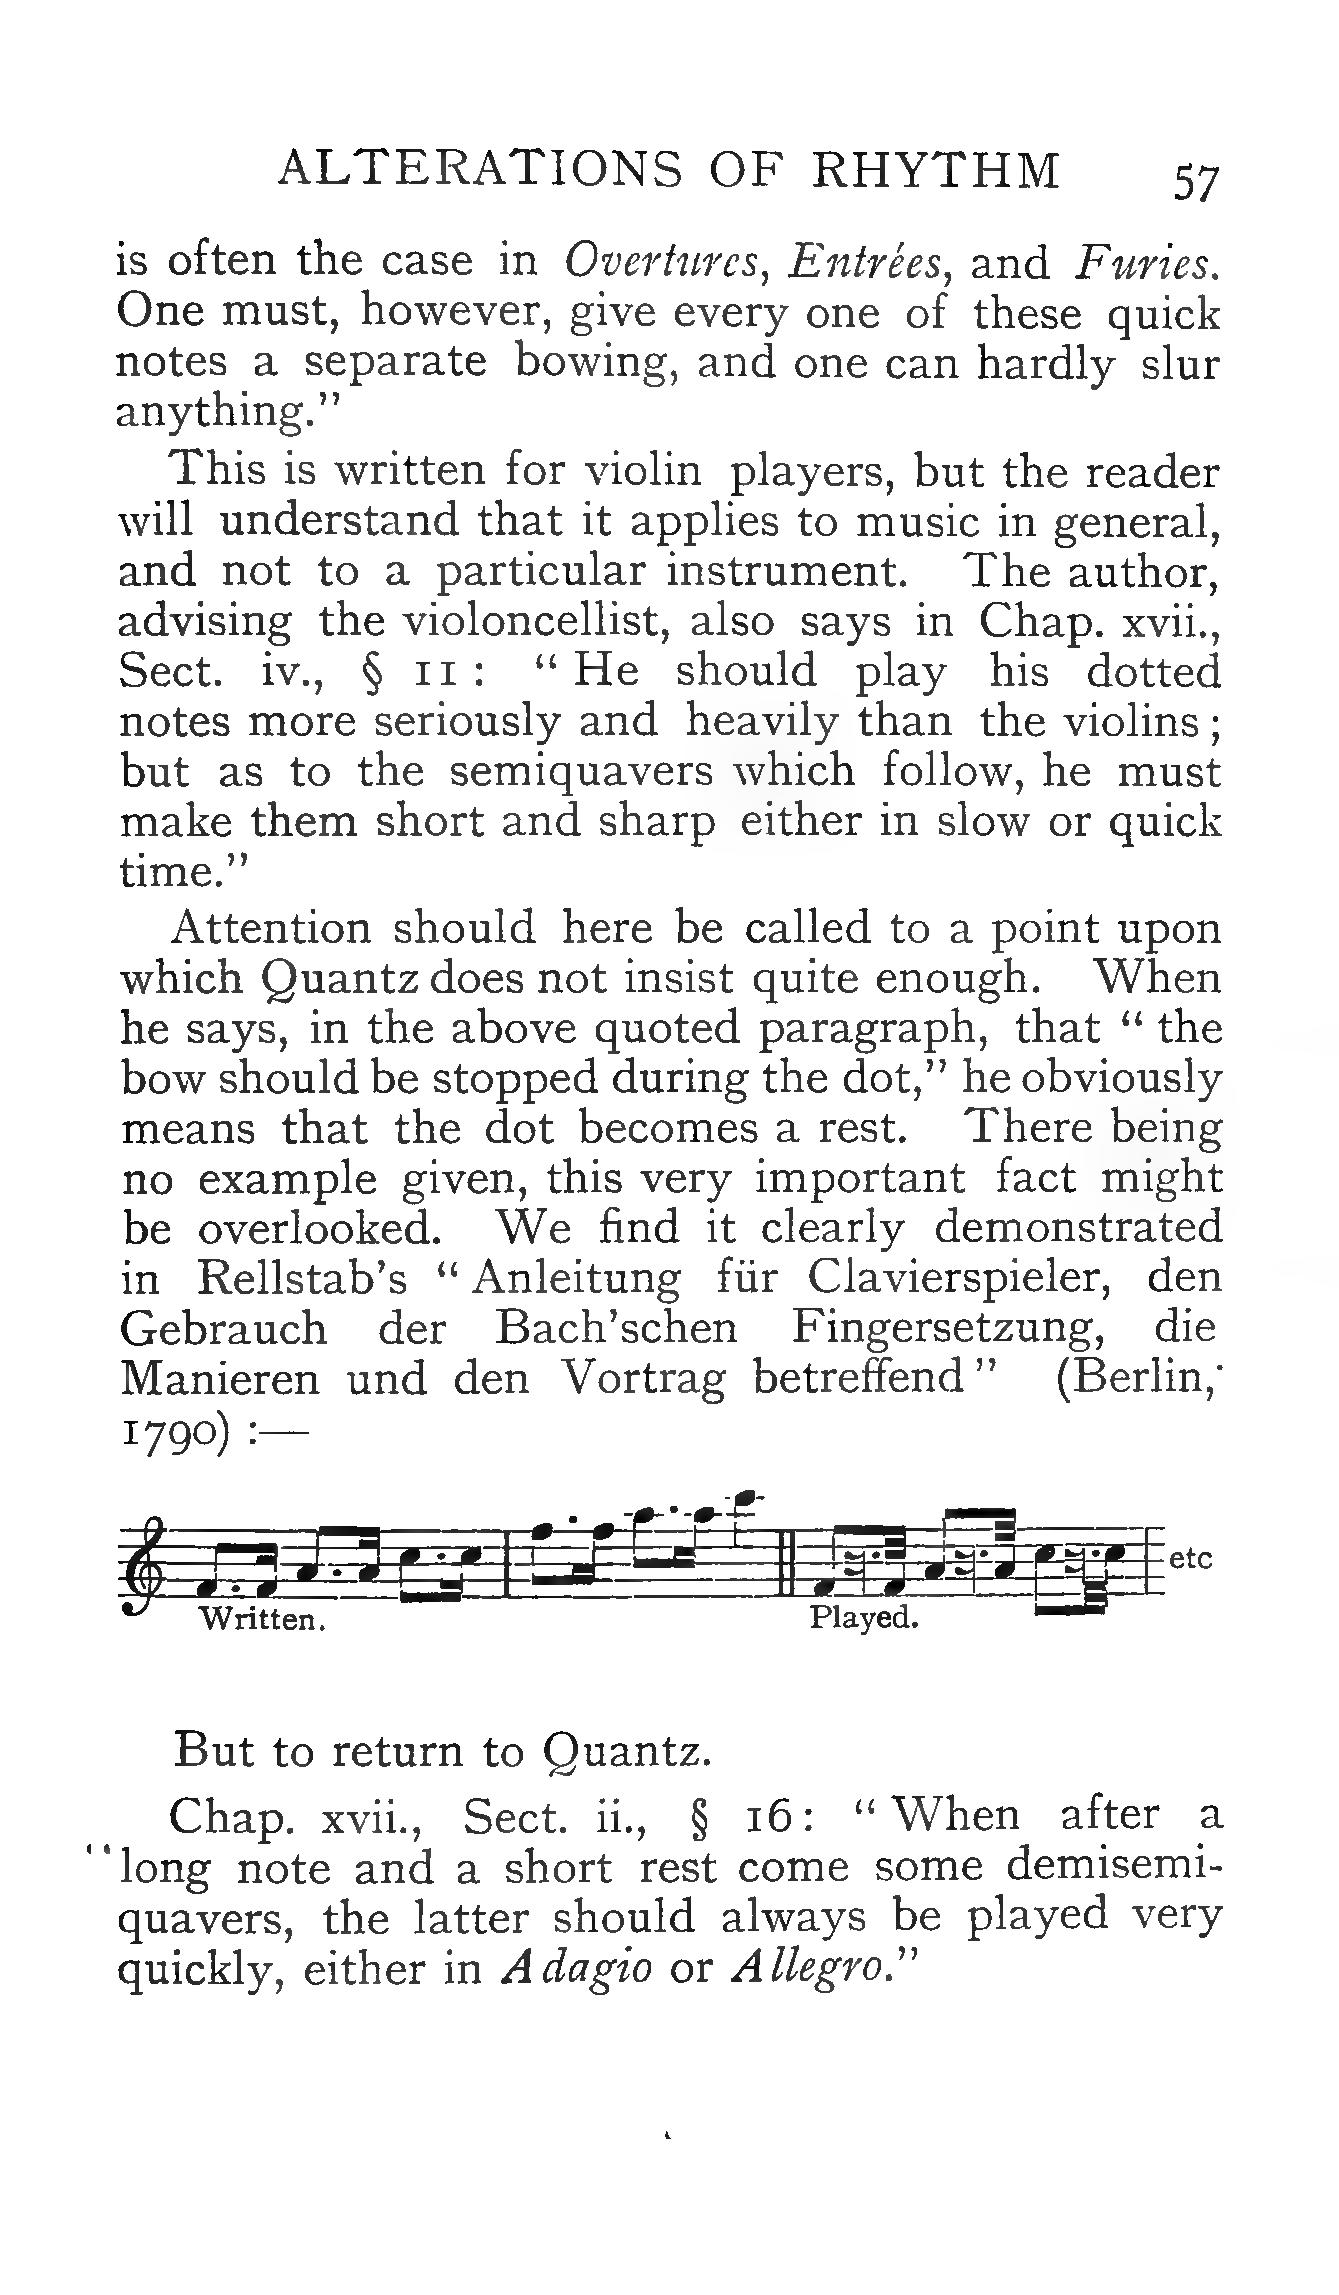 ALTERATIONS OF RHYTHM 57
is often the case in Overtures, Entrées, and Furies.
One must, however, give every one of these quick
notes a separate bowing, and one can hardly slur
anything."
This is written for violin players, but the reader
will understand that it applies to music in general,
and not to a particular instrument. The author,
advising the violoncellist, also says in Chap. xvii.,
Sect. iv., § 11 : " He should play his dotted
notes more seriously and heavily than the violins ;
but as to the semiquavers which follow, he must
make them short and sharp either in slow or quick
time."
Attention should here be called to a point upon
which Quantz does not insist quite enough. When
he says, in the above quoted paragraph, that " the
bow should be stopped during the dot," he obviously
means that the dot becomes a rest. There being
no example given, this very important fact might
be overlooked. We find it clearly demonstrated
in Rellstab's " Anleitung für Clavierspieler, den
Gebrauch der Bach'schen Fingersetzung, die
Manieren und den Vortrag betreffend " (Berlin,
1790) :—
etc
Written. Played.
But to return to Quantz.
Chap. xvii., Sect. ii., § 16 : " When after a
long note and a short rest come some demisemi-
quavers, the latter should always be played very
quickly, either in Adagio or Allegro."